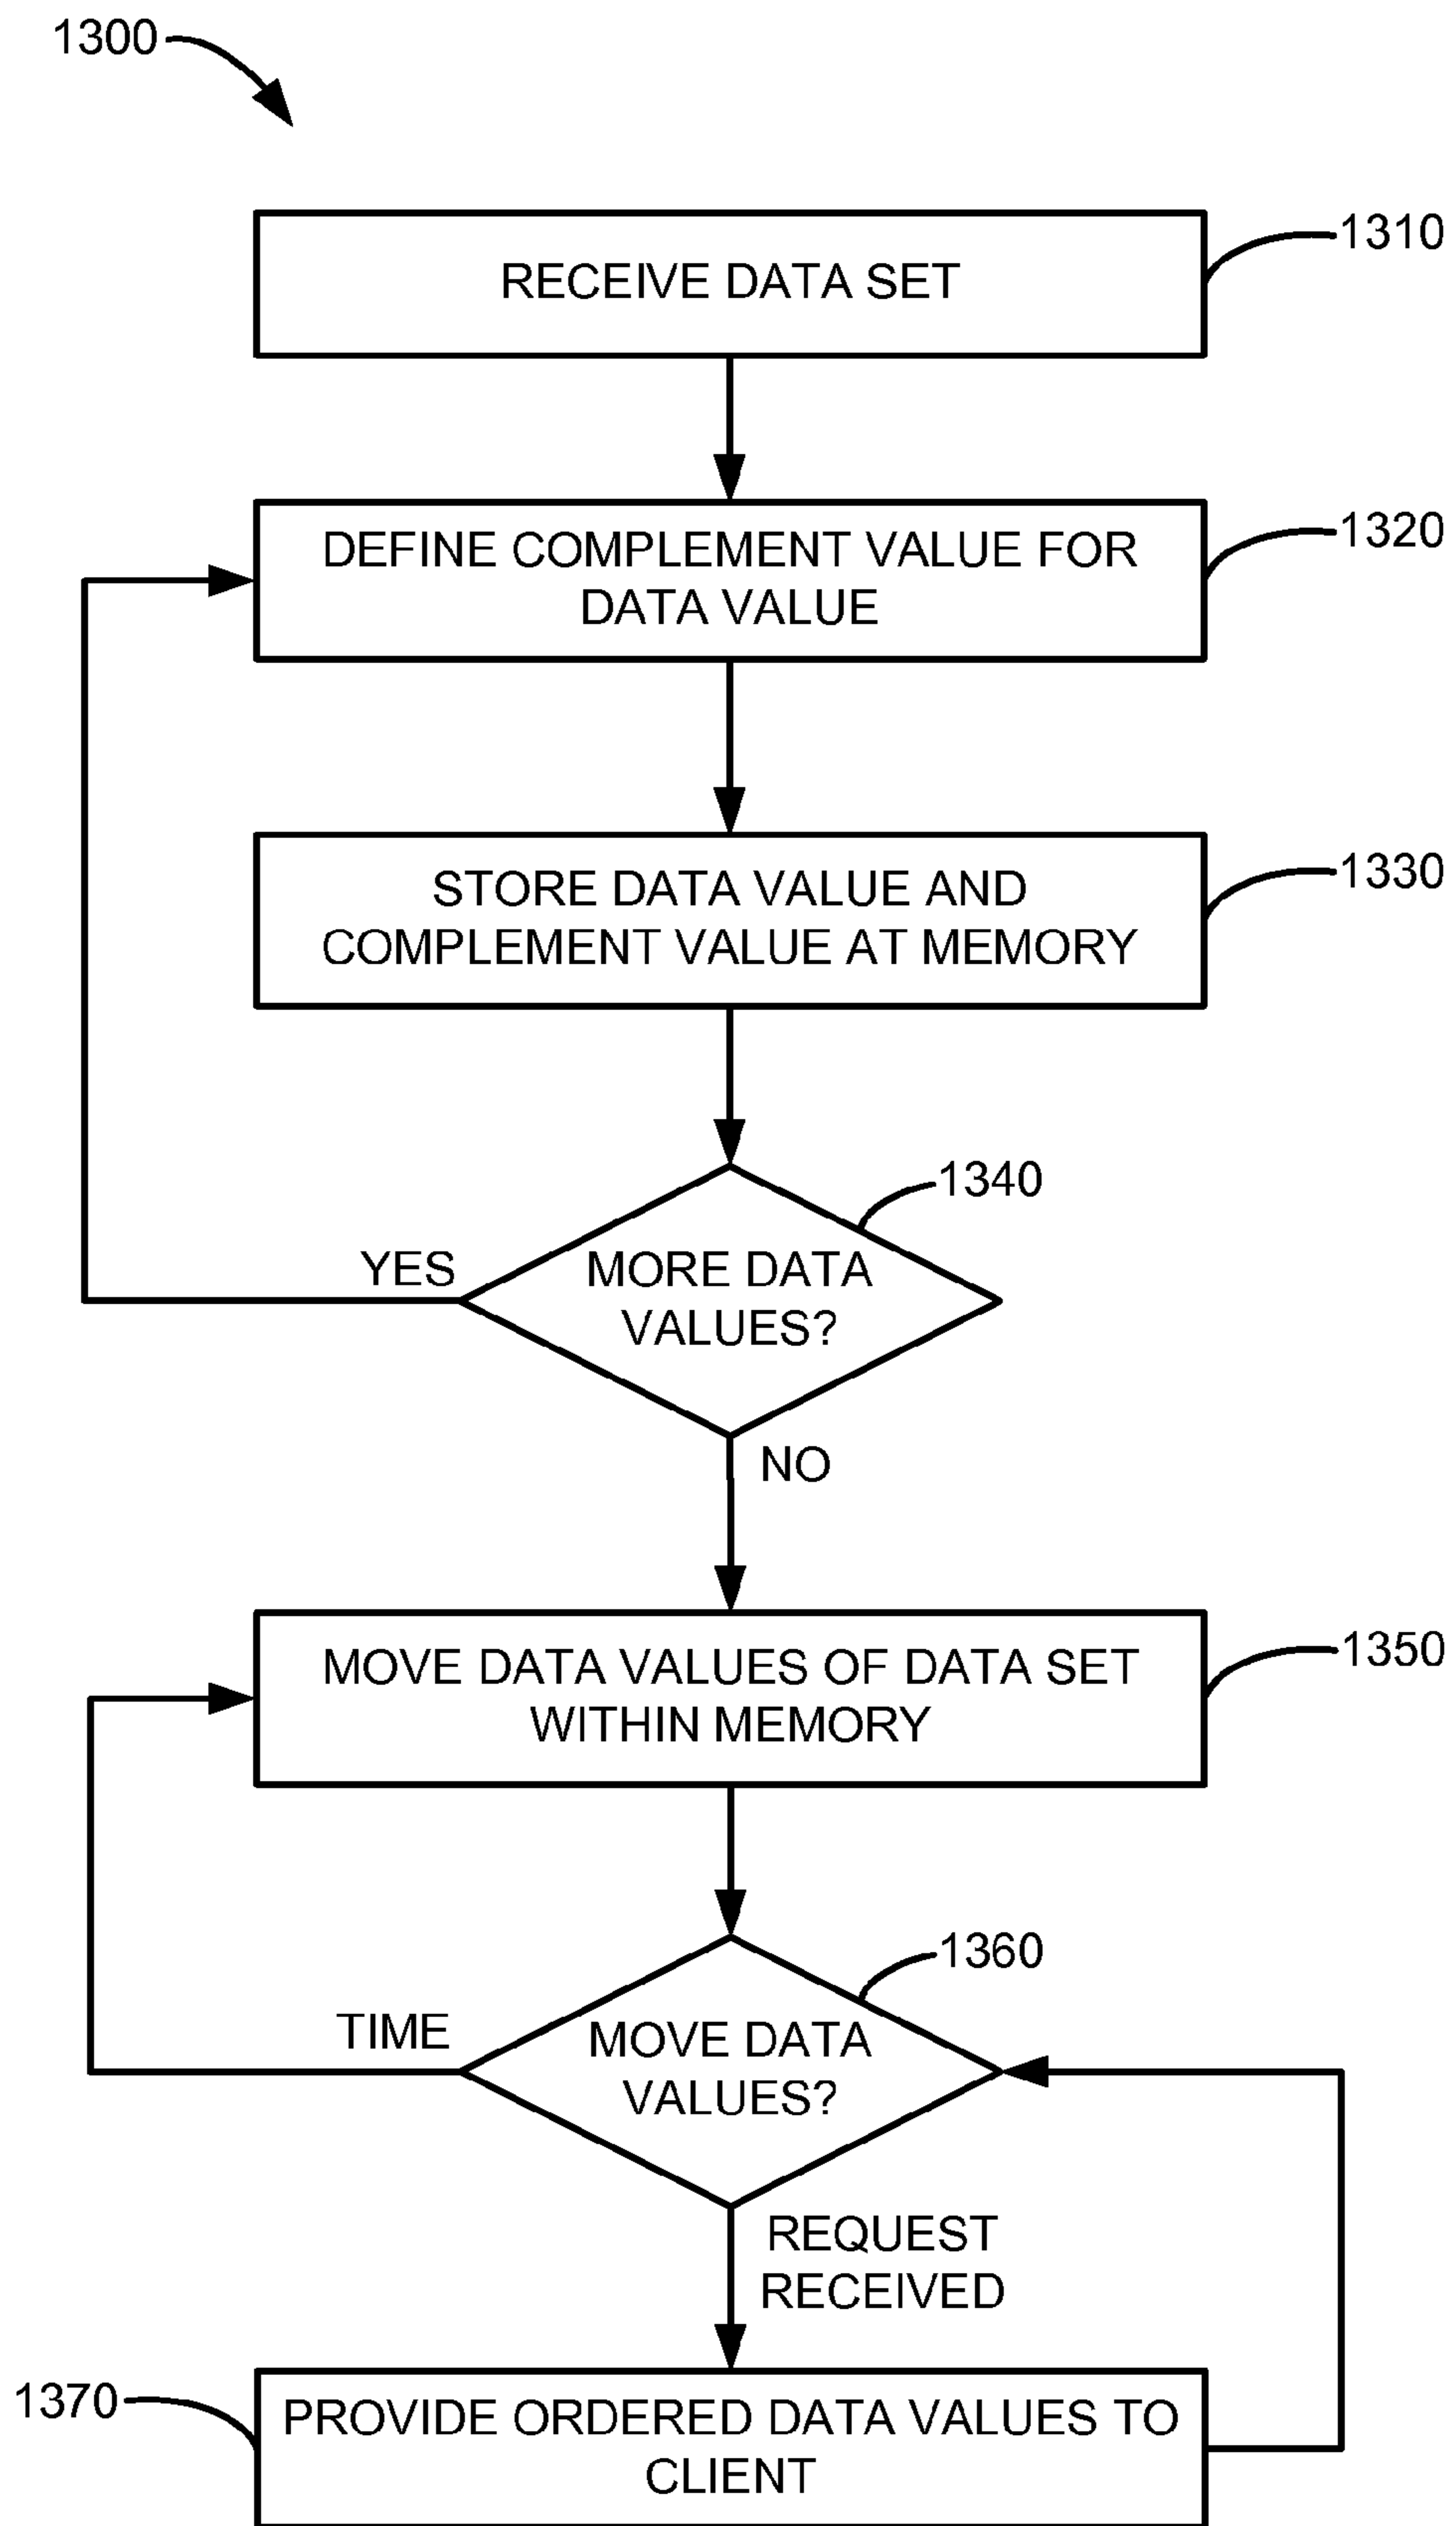 1300
RECEIVE DATA SET
1310
DEFINE COMPLEMENT VALUE FOR
DATA VALUE
1320
STORE DATA VALUE AND
COMPLEMENT VALUE AT MEMORY
1330
1340
MORE DATA
VALUES?
YES
NO
MOVE DATA VALUES OF DATA SET
WITHIN MEMORY
1350
1360
MOVE DATA
VALUES?
TIME
REQUEST
RECEIVED
1370
PROVIDE ORDERED DATA VALUES TO
CLIENT